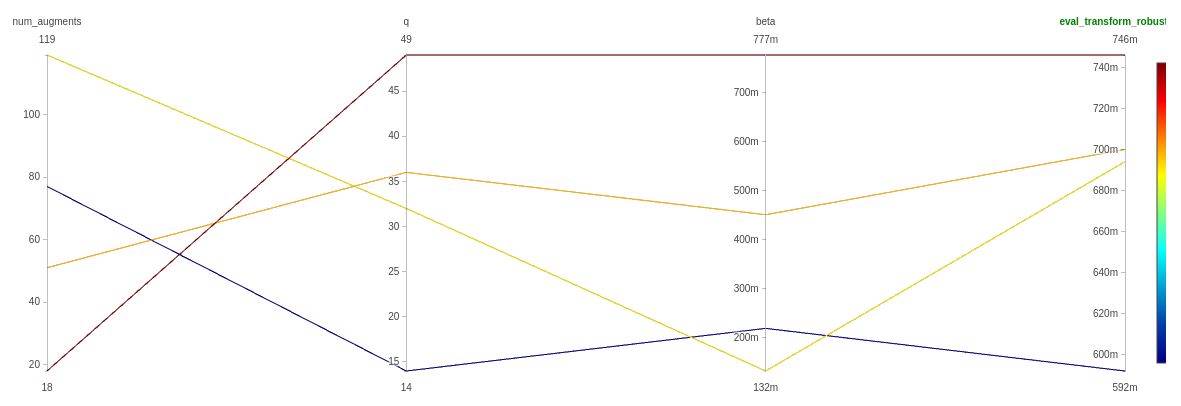 num_augments q beta eval_transform_robust
119 49 777m 746m
100
80
60
40
20
18
45
40
35
30
25
20
15
14
700m
600m
500m
400m
300m
200m
132m
740m
720m
700m
680m
660m
640m
620m
600m
592m